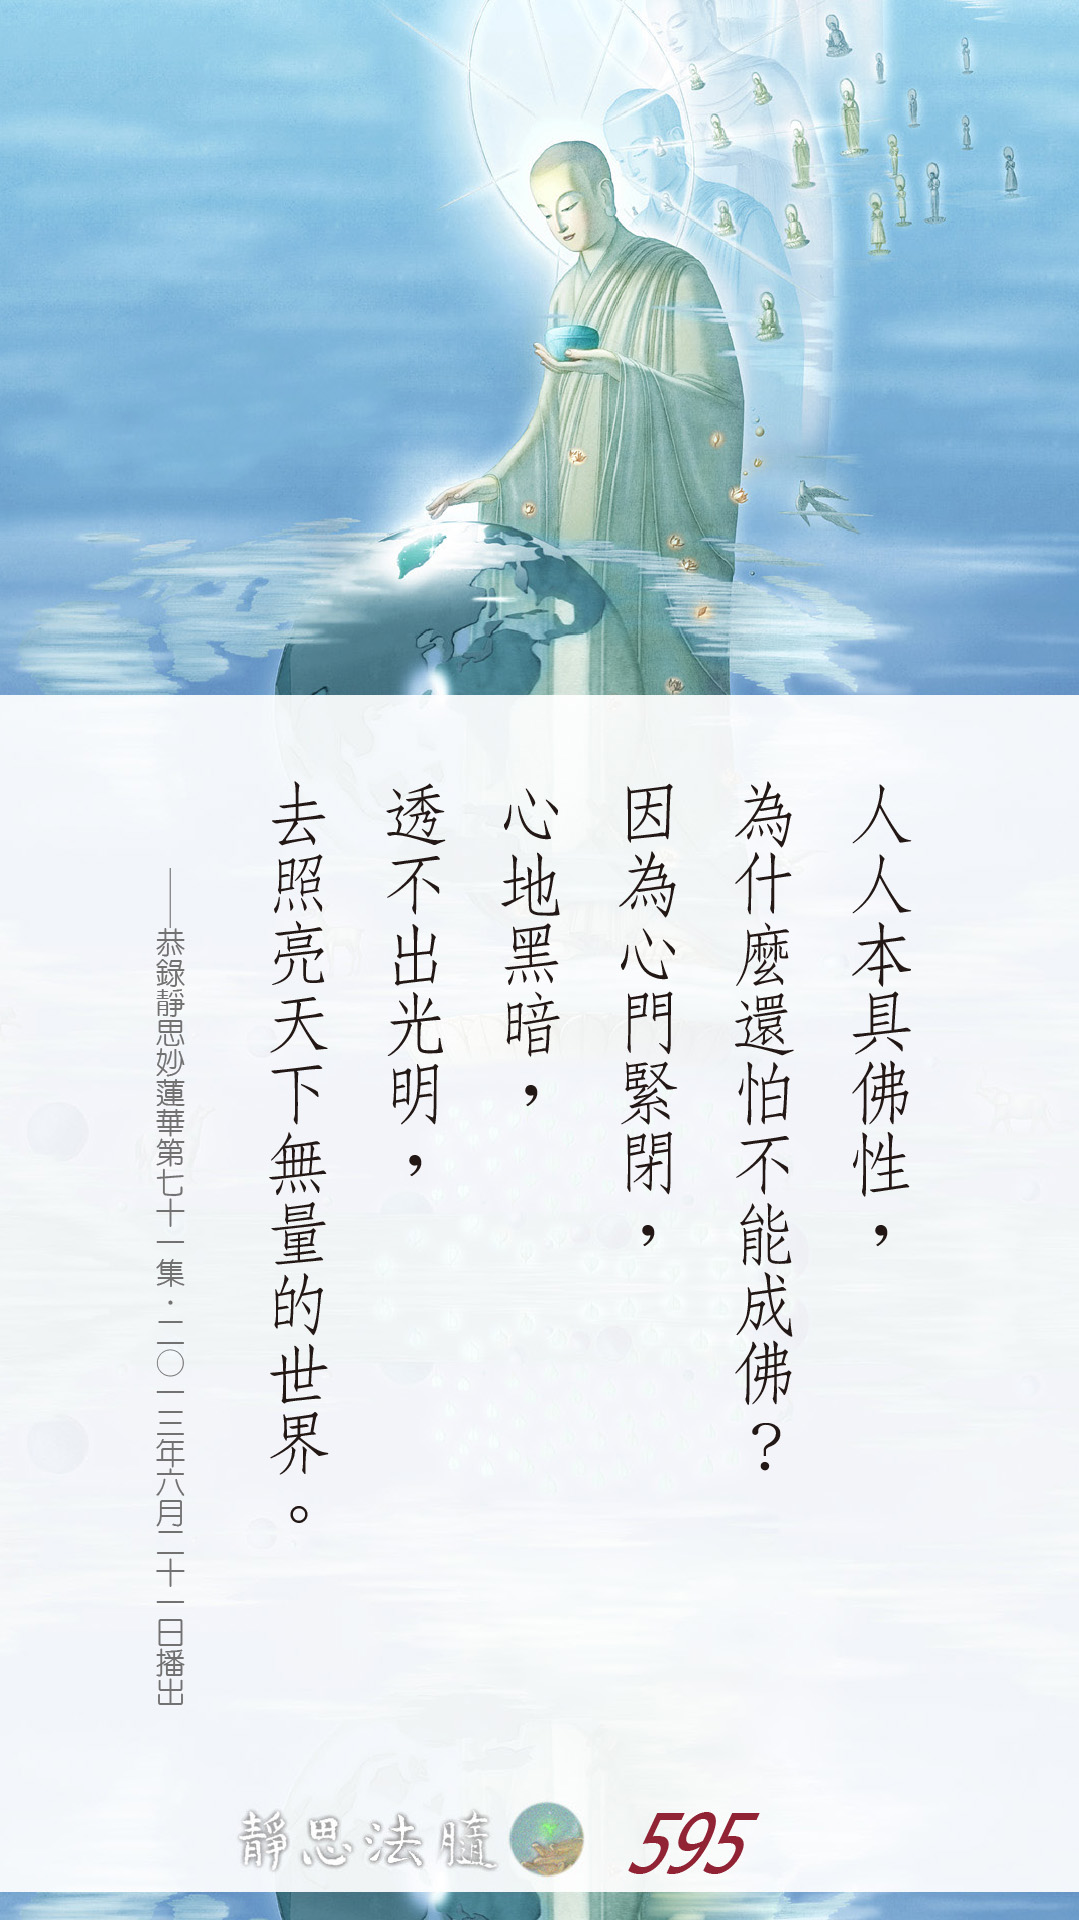 人人本具佛性，
為什麼還怕不能成佛？
因為心門緊閉，
心地黑暗，
透不出光明，
去照亮天下無量的世界。
——恭錄靜思妙蓮華第七十一集．二〇一三年六月二十一日播出
靜思法髓
595